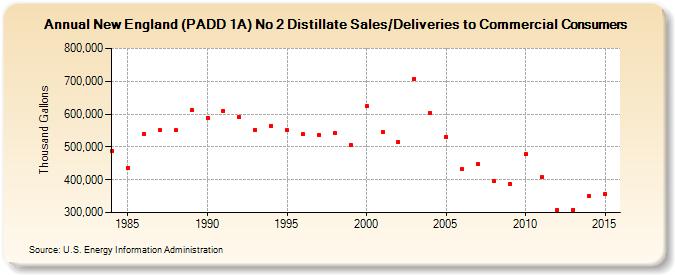 Annual New England (PADD 1A) No 2 Distillate Sales/Deliveries to Commercial Consumers
Thousand Gallons
800,000
700,000
600,000
500,000
400,000
300,000
1985 1990 1995 2000 2005 2010 2015
Source: U.S. Energy Information Administration